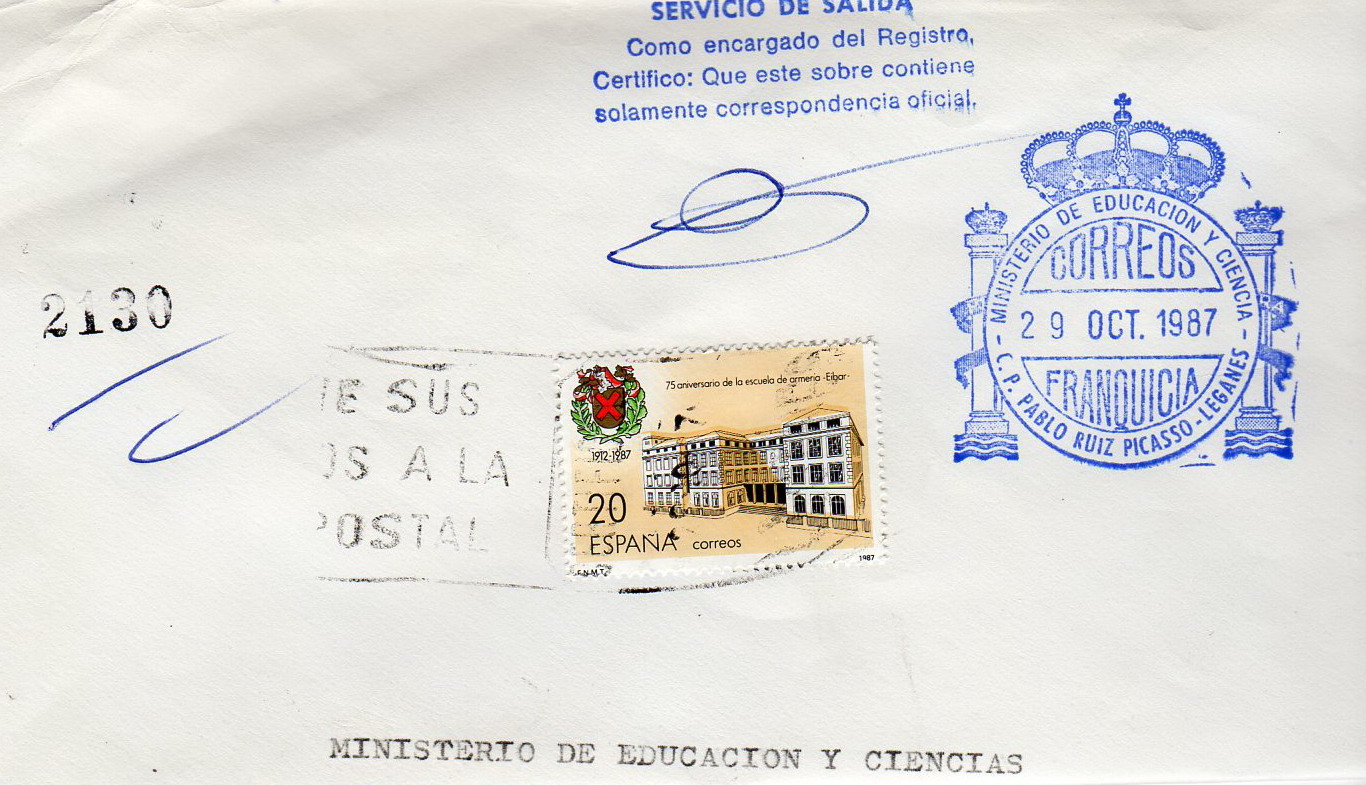 SERVICIO DE SALIDA
Como encargado del Registro,
Certifico: Que este sobre contiene
solamente correspondencia oficial.
MINISTERIO DE EDUCACION Y CIENCIA
CORREOS
29 OCT. 1987
FRANQUICIA
- C. P. PABLO RUIZ PICASSO - LEGANES -
2130
SUS
A LA
POSTAL
75 aniversario de la escuela de armeria -Eibar-
1912-1987
20
ESPAÑA correos
F.N.M.T. 1987
MINISTERIO DE EDUCACION Y CIENCIAS